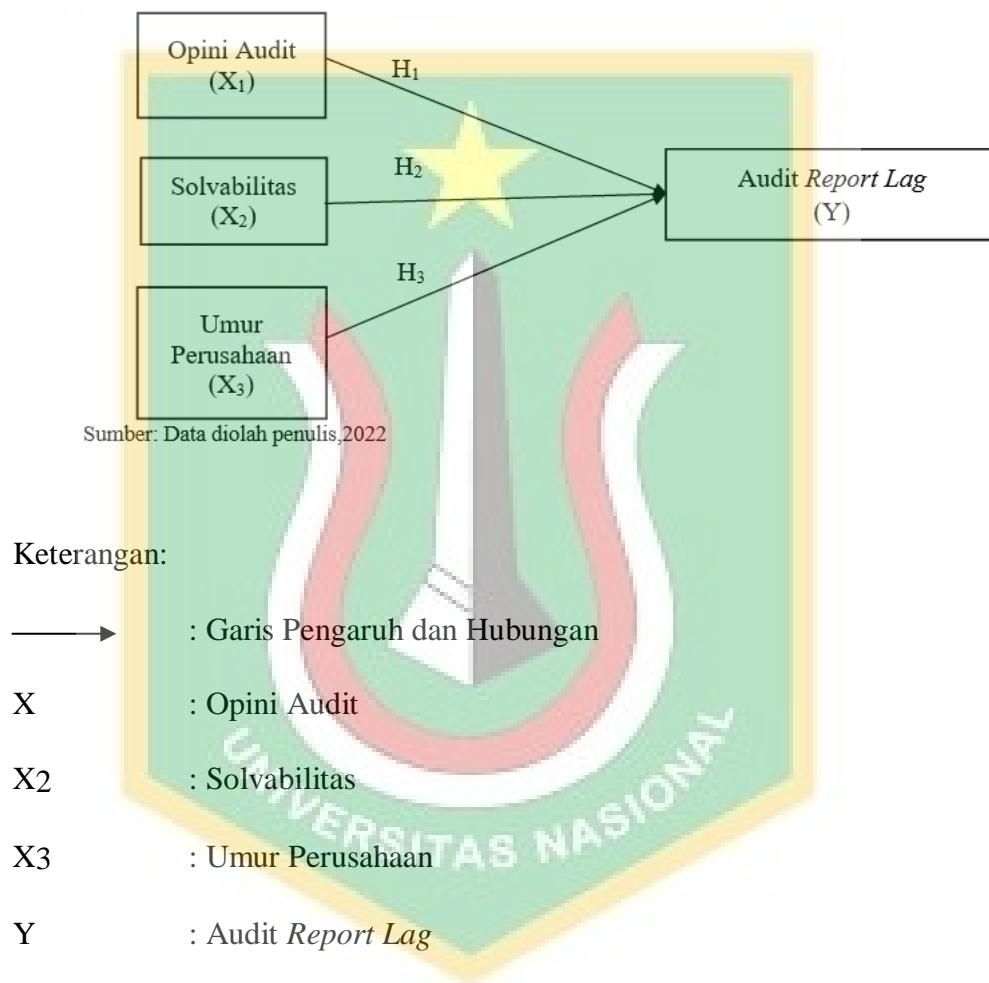 Opini Audit
(X₁)
H₁
Solvabilitas
(X₂)
H₂
Audit Report Lag
(Y)
H₃
Umur
Perusahaan
(X₃)
Sumber: Data diolah penulis,2022
Keterangan:
: Garis Pengaruh dan Hubungan
X : Opini Audit
X2 : Solvabilitas
X3 : Umur Perusahaan
Y : Audit Report Lag
UNIVERSITAS NASIONAL